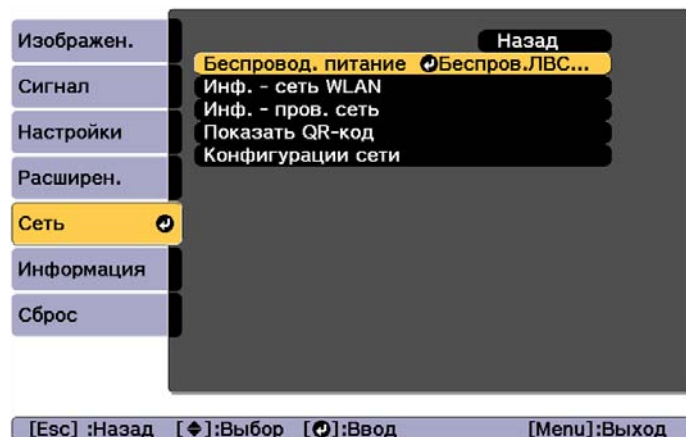 Изображен.
Сигнал
Настройки
Расширен.
Сеть
Информация
Сброс
Назад
Беспровод. питание Беспров.ЛВС...
Инф. - сеть WLAN
Инф. - пров. сеть
Показать QR-код
Конфигурации сети
[Esc] :Назад [ ]:Выбор [ ]:Ввод [Menu]:Выход